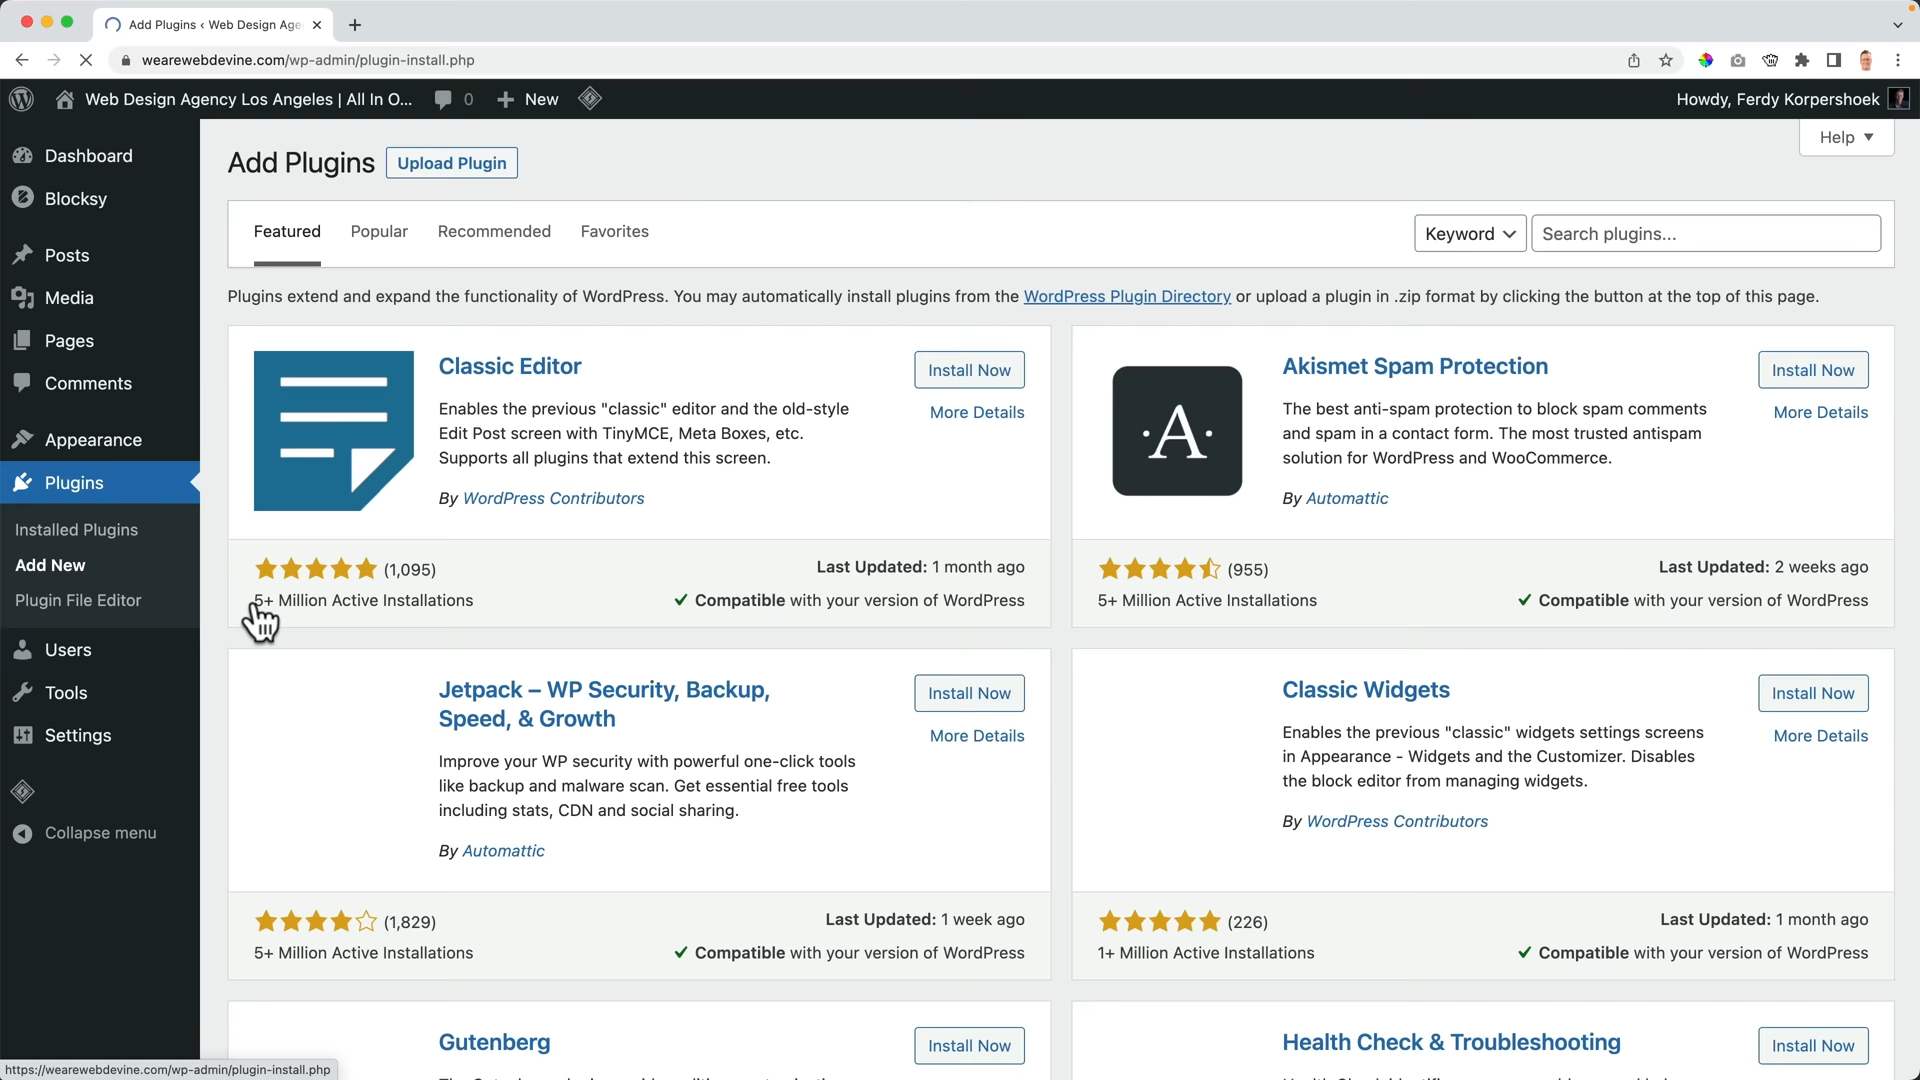 Add Plugins ‹ Web Design Age
wearewebdevine.com/wp-admin/plugin-install.php
Web Design Agency Los Angeles | All In O... 0 New
Howdy, Ferdy Korpershoek
Dashboard
Blocksy
Posts
Media
Pages
Comments
Appearance
Plugins
Installed Plugins
Add New
Plugin File Editor
Users
Tools
Settings
Collapse menu
Help
Add Plugins Upload Plugin
Featured Popular Recommended Favorites
Keyword Search plugins...
Plugins extend and expand the functionality of WordPress. You may automatically install plugins from the WordPress Plugin Directory or upload a plugin in .zip format by clicking the button at the top of this page.
Classic Editor
Install Now
More Details
Enables the previous "classic" editor and the old-style
Edit Post screen with TinyMCE, Meta Boxes, etc.
Supports all plugins that extend this screen.
By WordPress Contributors
(1,095)
Last Updated: 1 month ago
5+ Million Active Installations
Compatible with your version of WordPress
·A·
Akismet Spam Protection
Install Now
More Details
The best anti-spam protection to block spam comments
and spam in a contact form. The most trusted antispam
solution for WordPress and WooCommerce.
By Automattic
(955)
Last Updated: 2 weeks ago
5+ Million Active Installations
Compatible with your version of WordPress
Jetpack – WP Security, Backup,
Speed, & Growth
Install Now
More Details
Improve your WP security with powerful one-click tools
like backup and malware scan. Get essential free tools
including stats, CDN and social sharing.
By Automattic
(1,829)
Last Updated: 1 week ago
5+ Million Active Installations
Compatible with your version of WordPress
Classic Widgets
Install Now
More Details
Enables the previous "classic" widgets settings screens
in Appearance - Widgets and the Customizer. Disables
the block editor from managing widgets.
By WordPress Contributors
(226)
Last Updated: 1 month ago
1+ Million Active Installations
Compatible with your version of WordPress
Gutenberg
Install Now
Health Check & Troubleshooting
Install Now
https://wearewebdevine.com/wp-admin/plugin-install.php